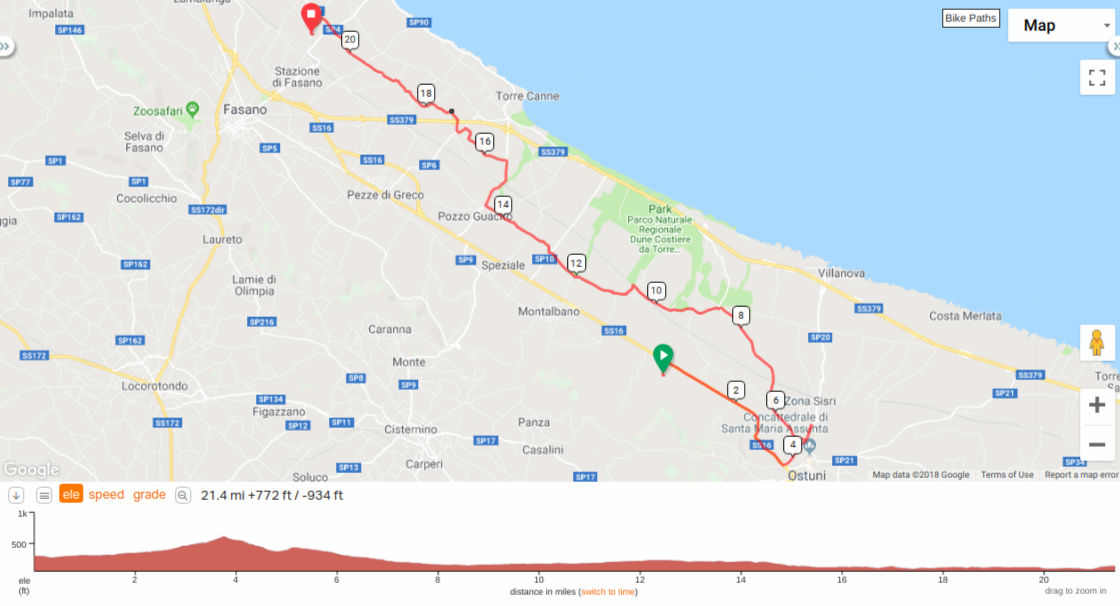 Impalata
Lamalunga
SP146
SP90
Bike Paths
Map
SP4
20
Stazione
di Fasano
18
Torre Canne
Zoosafari
Fasano
SS379
SS16
16
Selva di
Fasano
SP5
SS379
SP1
SS16
SP6
SP77
SP1
Cocolicchio
Pezze di Greco
14
SP162
SS172dir
Pozzo Guacito
Park
Parco Naturale
Regionale
Dune Costiere
da Torre...
Laureto
SP162
SP9
Speziale
SP10
12
Villanova
Lamie di
Olimpia
10
SS379
Montalbano
8
Costa Merlata
SP216
Caranna
SS16
SP20
SP162
SS172
Monte
SP8
SP9
SS379
Torre
Locorotondo
2
SP21
SP134
6
Zona Sisri
Figazzano
Concattedrale di
Santa Maria Assunta
SS172
SP12
SP11
Cisternino
Panza
SP17
SS16
4
Casalini
SP21
SP34
Google
SP13
Carperi
Soluco
SP17
Ostuni
Map data ©2018 Google
Terms of Use
Report a map error
ele speed grade 21.4 mi +772 ft / -934 ft
1k
500
ele
(ft)
2 4 6 8 10 12 14 16 18 20
distance in miles (switch to time)
drag to zoom in